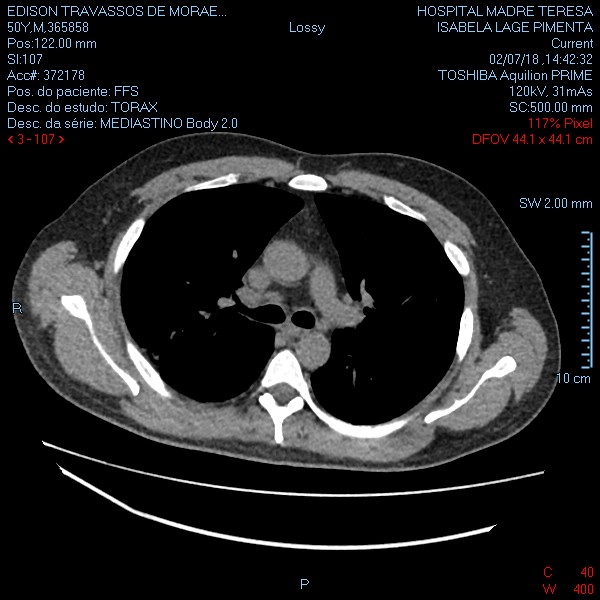 EDISON TRAVASSOS DE MORAE...
50Y,M,365858
Pos:122.00 mm
SI:107
Acc#: 372178
Pos. do paciente: FFS
Desc. do estudo: TORAX
Desc. da série: MEDIASTINO Body 2.0
< 3 - 107 >
Lossy
HOSPITAL MADRE TERESA
ISABELA LAGE PIMENTA
Current
02/07/18 ,14:42:32
TOSHIBA Aquilion PRIME
120kV, 31mAs
SC:500.00 mm
117% Pixel
DFOV 44.1 x 44.1 cm
SW 2.00 mm
R
10 cm
P
C 40
W 400